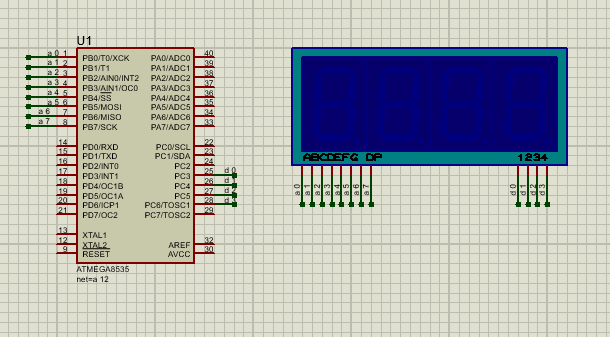 U1
a 0 1 PB0/T0/XCK PA0/ADC0 40
a 1 2 PB1/T1 PA1/ADC1 39
a 2 3 PB2/AIN0/INT2 PA2/ADC2 38
a 3 4 PB3/AIN1/OC0 PA3/ADC3 37
a 4 5 PB4/SS PA4/ADC4 36
a 5 6 PB5/MOSI PA5/ADC5 35
a 6 7 PB6/MISO PA6/ADC6 34
a 7 8 PB7/SCK PA7/ADC7 33
14 PD0/RXD PC0/SCL 22
15 PD1/TXD PC1/SDA 23
16 PD2/INT0 PC2 24
17 PD3/INT1 PC3 25 d 0
18 PD4/OC1B PC4 26
19 PD5/OC1A PC5 27
20 PD6/ICP1 PC6/TOSC1 28
21 PD7/OC2 PC7/TOSC2 29
13 XTAL1
12 XTAL2 AREF 32
9 RESET AVCC 30
ATMEGA8535
net=a 12
ABCDEFG DP 1234
a 0 a 1 a 2 a 3 a 4 a 5 a 6 a 7 d 0 d 1 d 2 d 3